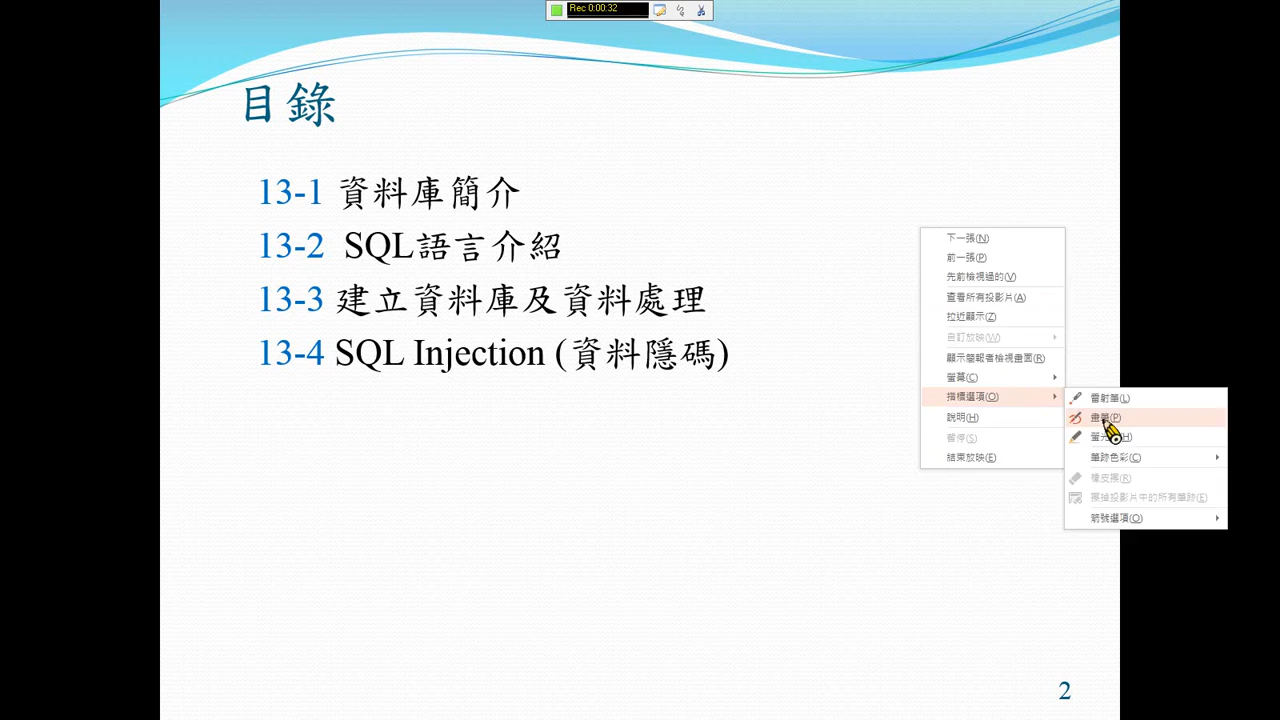 Rec 0:00:32
目錄
13-1 資料庫簡介
13-2 SQL語言介紹
13-3 建立資料庫及資料處理
13-4 SQL Injection (資料隱碼)
下一張(N)
前一張(P)
先前檢視過的(V)
查看所有投影片(A)
拉近顯示(Z)
自訂放映(W)
顯示簡報者檢視畫面(R)
螢幕(C)
指標選項(O)
說明(H)
暫停(S)
結束放映(E)
雷射筆(L)
畫筆(P)
螢光(H)
筆跡色彩(C)
橡皮擦(R)
擦掉投影片中的所有筆跡(E)
箭號選項(O)
2